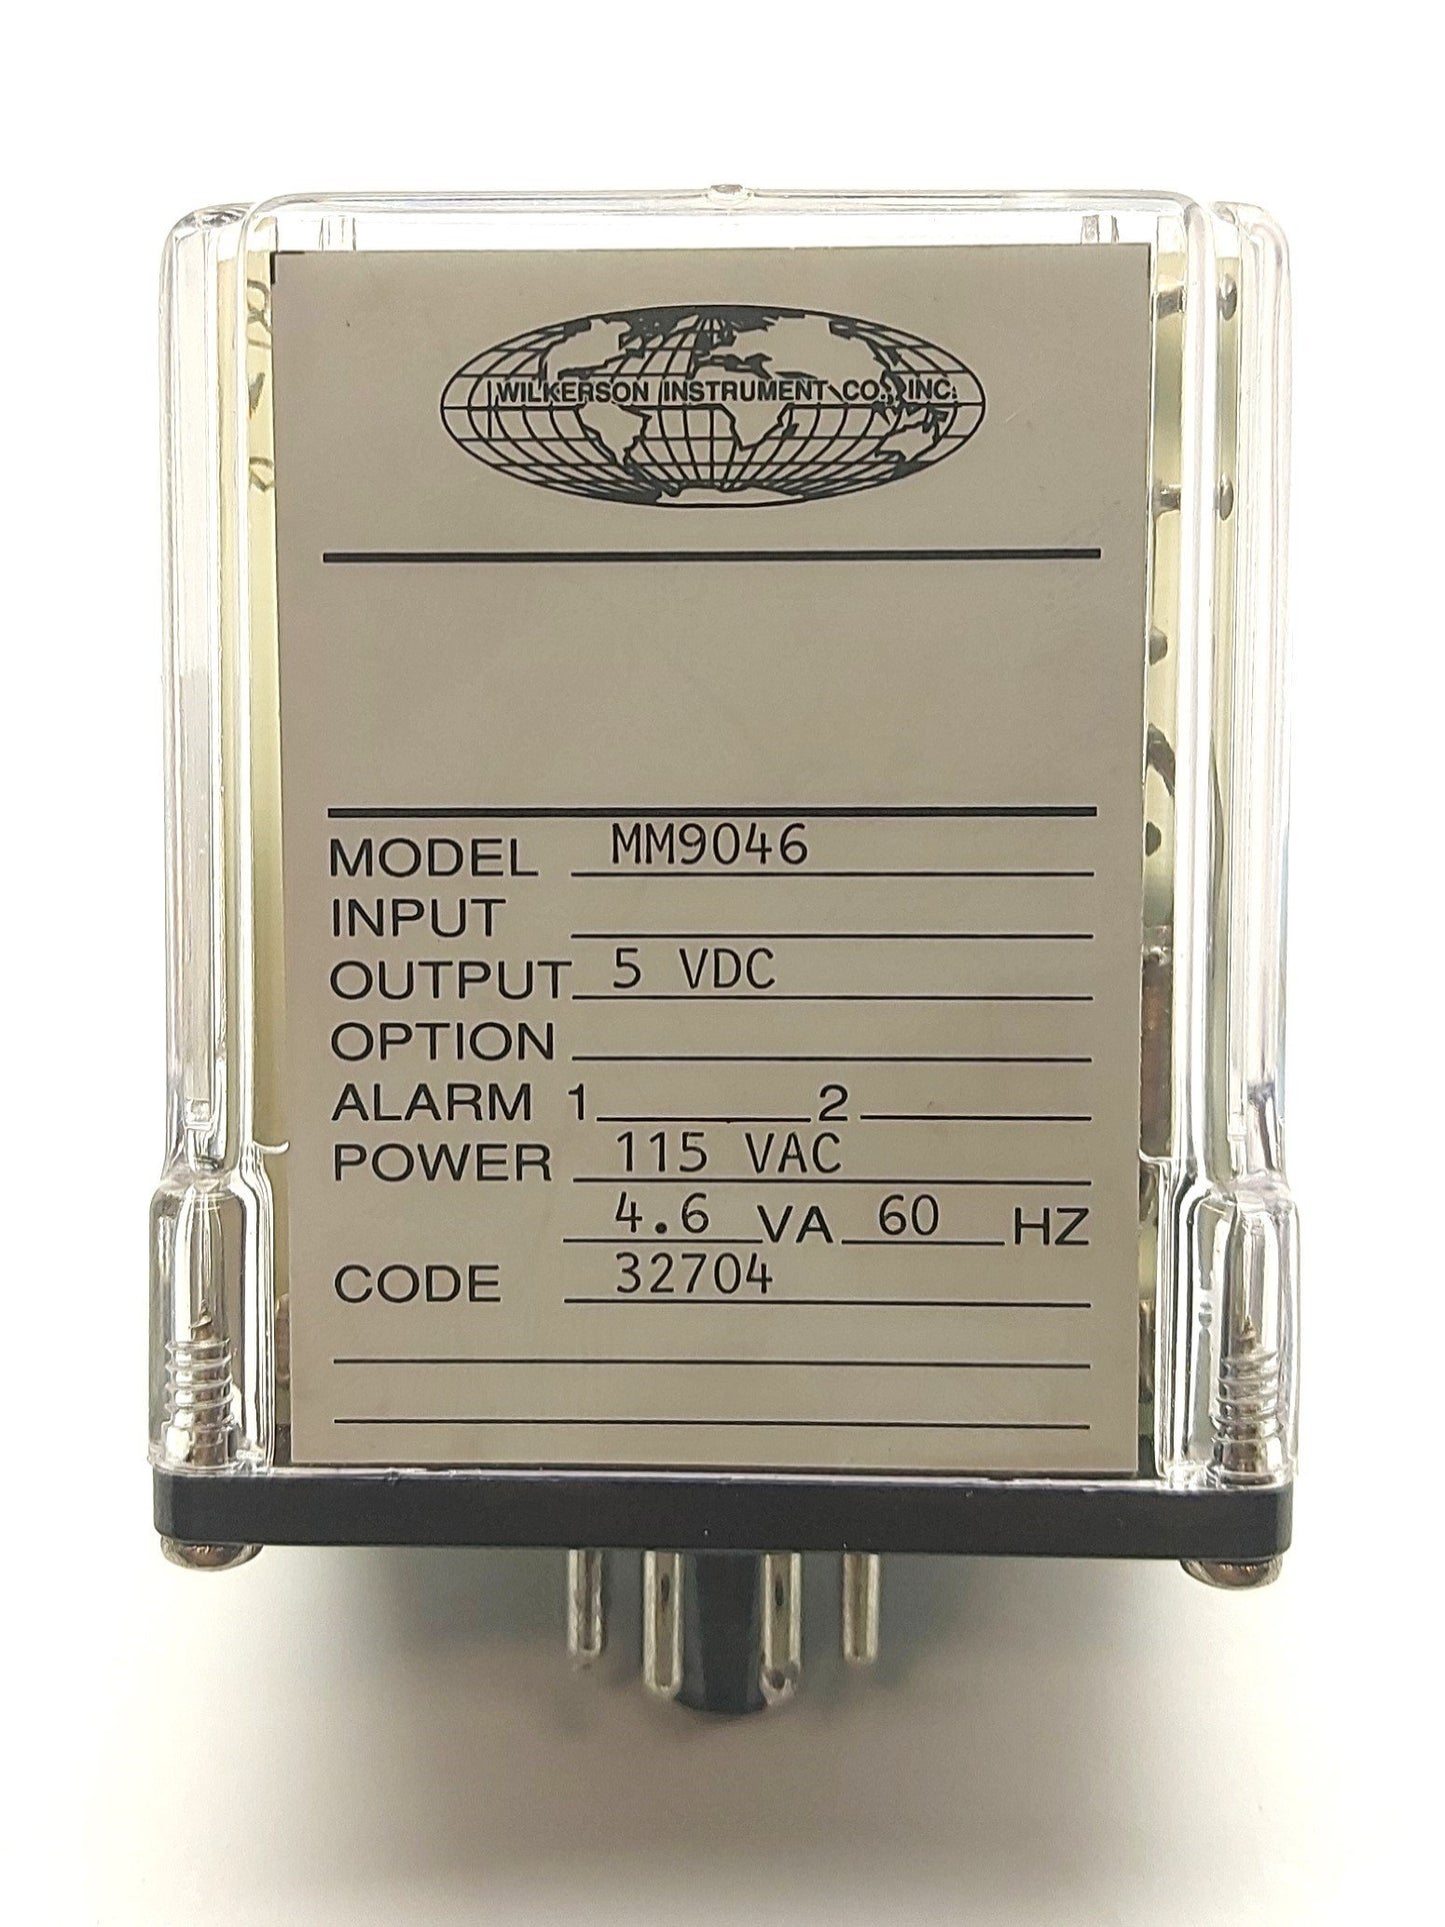 WILKERSON INSTRUMENT CO., INC.
MODEL MM9046
INPUT
OUTPUT 5 VDC
OPTION
ALARM 1 2
POWER 115 VAC
4.6 VA 60 HZ
CODE 32704